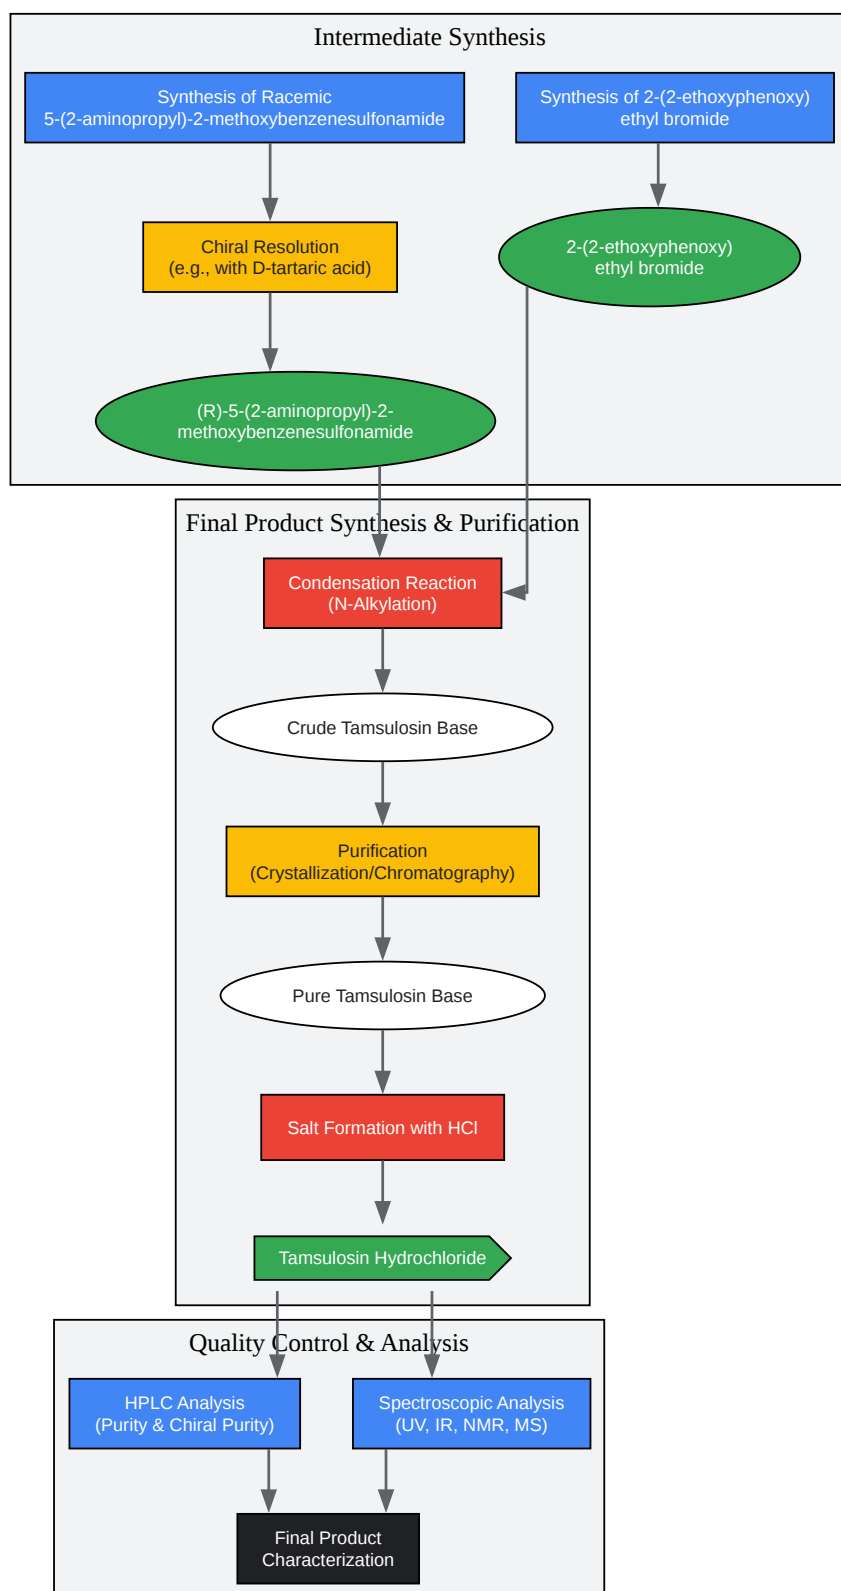 Intermediate Synthesis
Synthesis of Racemic
5-(2-aminopropyl)-2-methoxybenzenesulfonamide
Synthesis of 2-(2-ethoxyphenoxy)
ethyl bromide
Chiral Resolution
(e.g., with D-tartaric acid)
2-(2-ethoxyphenoxy)
ethyl bromide
(R)-5-(2-aminopropyl)-2-
methoxybenzenesulfonamide
Final Product Synthesis & Purification
Condensation Reaction
(N-Alkylation)
Crude Tamsulosin Base
Purification
(Crystallization/Chromatography)
Pure Tamsulosin Base
Salt Formation with HCl
Tamsulosin Hydrochloride
Quality Control & Analysis
HPLC Analysis
(Purity & Chiral Purity)
Spectroscopic Analysis
(UV, IR, NMR, MS)
Final Product
Characterization